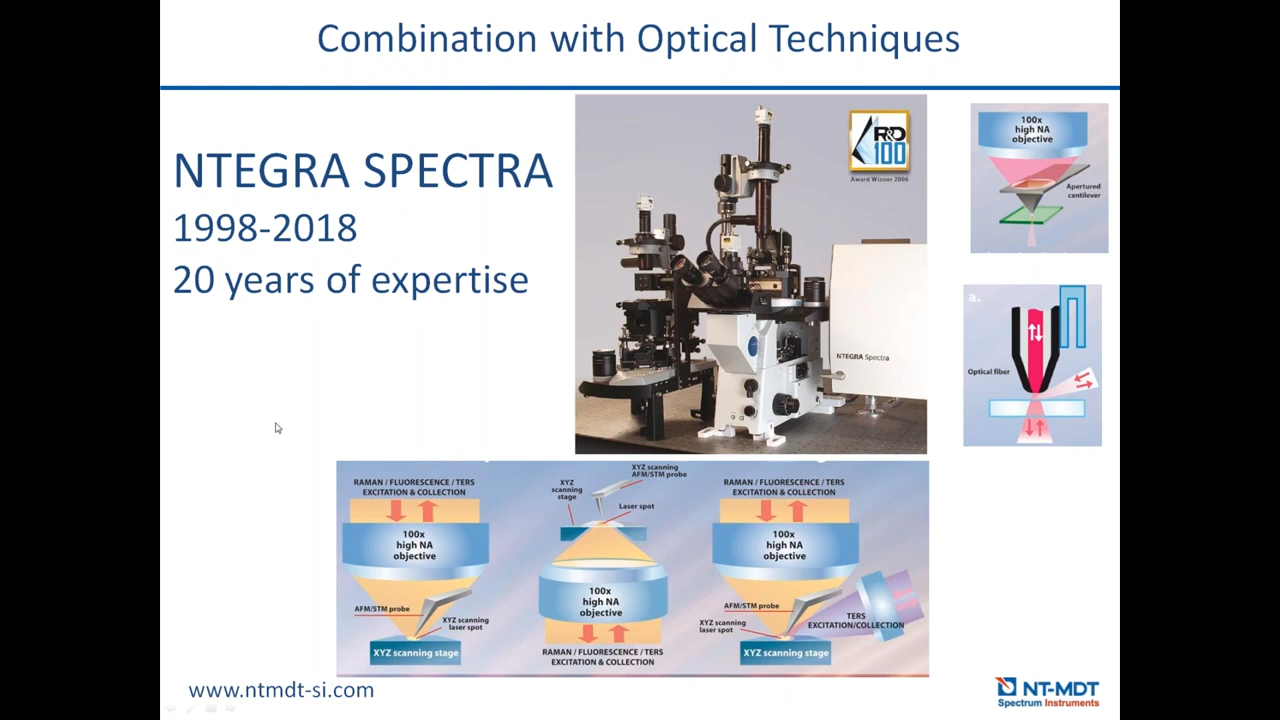 Combination with Optical Techniques
NTEGRA SPECTRA
1998-2018
20 years of expertise
R&D
100
Award Winner 2006
NTEGRA Spectra
100x
high NA
objective
Apertured
cantilever
a.
Optical fiber
RAMAN / FLUORESCENCE / TERS
EXCITATION & COLLECTION
100x
high NA
objective
AFM/STM probe
XYZ scanning
laser spot
XYZ scanning stage
XYZ
scanning
stage
XYZ scanning
AFM/STM probe
Laser spot
100x
high NA
objective
RAMAN / FLUORESCENCE / TERS
EXCITATION & COLLECTION
RAMAN / FLUORESCENCE / TERS
EXCITATION & COLLECTION
100x
high NA
objective
AFM/STM probe
XYZ scanning
laser spot
TERS
EXCITATION/COLLECTION
XYZ scanning stage
www.ntmdt-si.com
NT-MDT
Spectrum Instruments